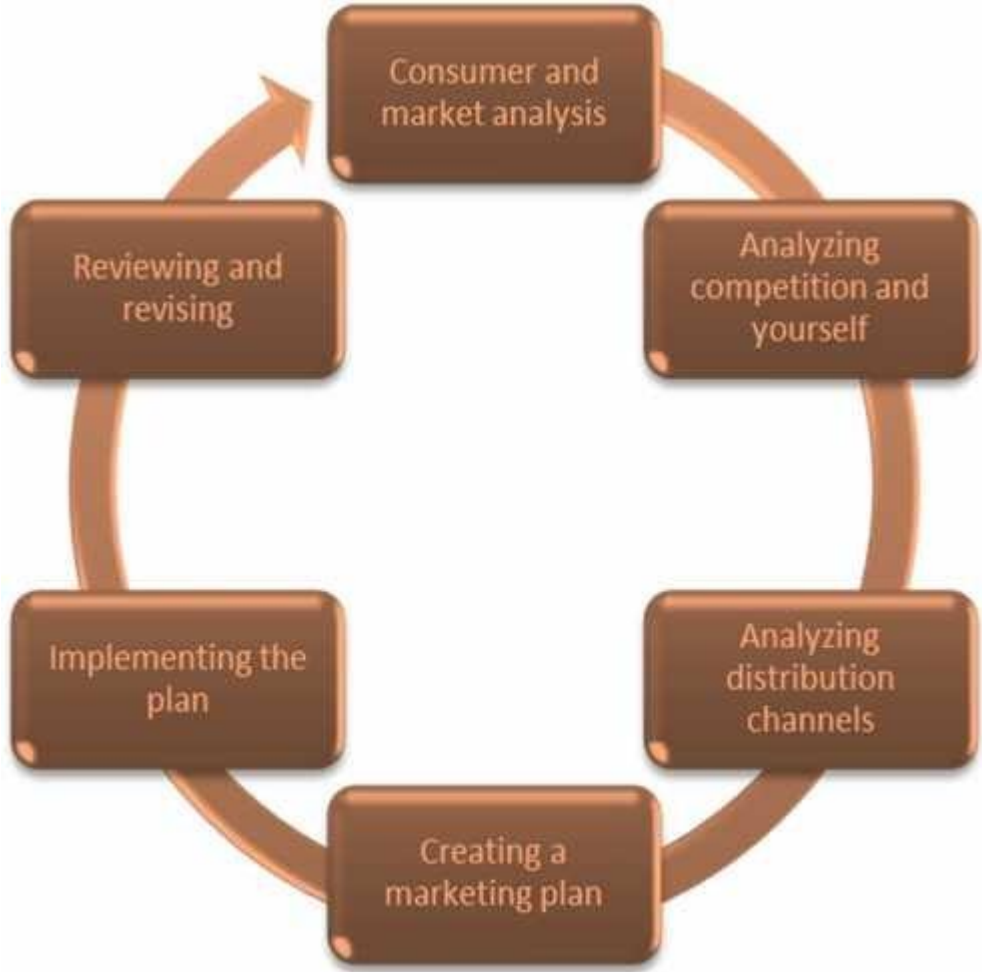 Consumer and
market analysis
Analyzing
competition and
yourself
Analyzing
distribution
channels
Creating a
marketing plan
Implementing the
plan
Reviewing and
revising